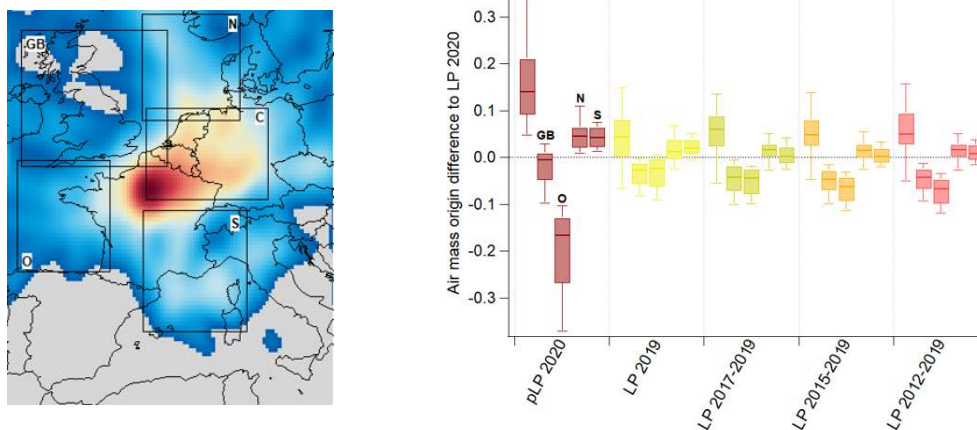 N
GB
C
S
O
Air mass origin difference to LP 2020
0.3
0.2
0.1
0.0
-0.1
-0.2
-0.3
GB
O
N
S
pLP 2020
LP 2019
LP 2017-2019
LP 2015-2019
LP 2012-2019